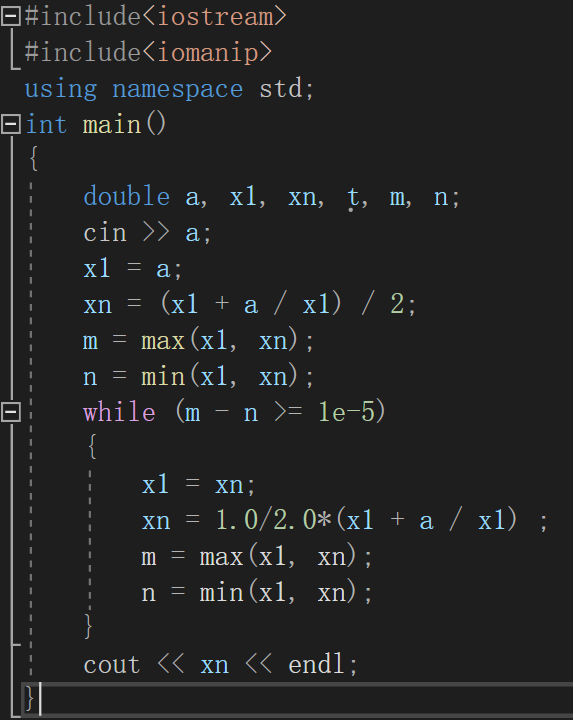 #include<iostream>
#include<iomanip>
using namespace std;
int main()
{
    double a, x1, xn, t, m, n;
    cin >> a;
    x1 = a;
    xn = (x1 + a / x1) / 2;
    m = max(x1, xn);
    n = min(x1, xn);
    while (m - n >= 1e-5)
    {
        x1 = xn;
        xn = 1.0/2.0*(x1 + a / x1) ;
        m = max(x1, xn);
        n = min(x1, xn);
    }
    cout << xn << endl;
}